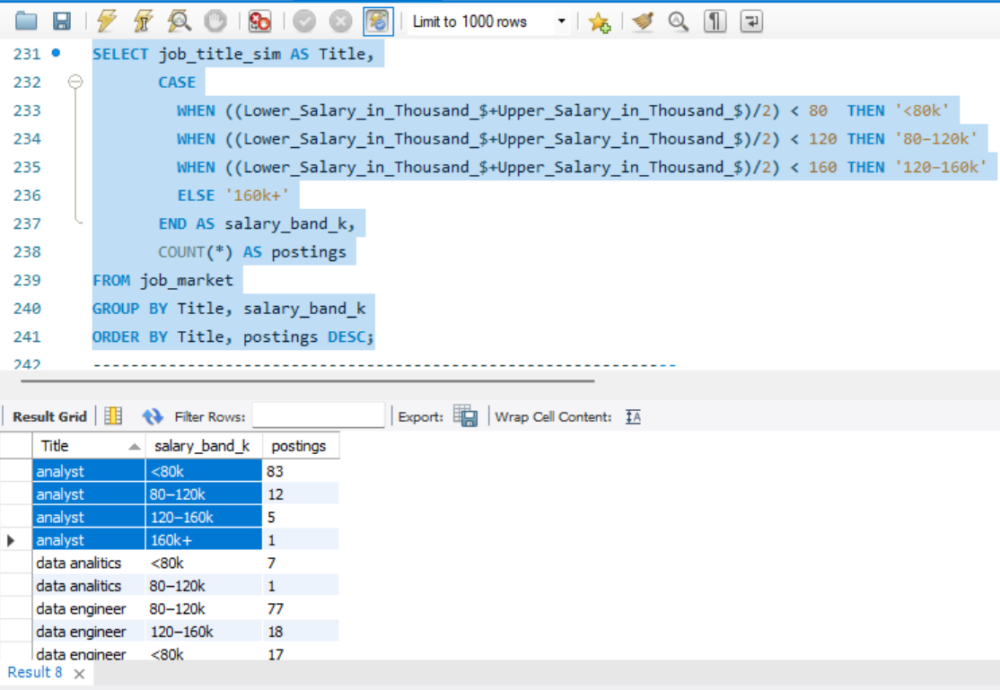 Limit to 1000 rows
231 SELECT job_title_sim AS Title,
232 CASE
233 WHEN ((Lower_Salary_in_Thousand_$+Upper_Salary_in_Thousand_$)/2) < 80  THEN '<80k'
234 WHEN ((Lower_Salary_in_Thousand_$+Upper_Salary_in_Thousand_$)/2) < 120 THEN '80–120k'
235 WHEN ((Lower_Salary_in_Thousand_$+Upper_Salary_in_Thousand_$)/2) < 160 THEN '120–160k'
236 ELSE '160k+'
237 END AS salary_band_k,
238 COUNT(*) AS postings
239 FROM job_market
240 GROUP BY Title, salary_band_k
241 ORDER BY Title, postings DESC;
242 --------------------------------------------------------------
Result Grid Filter Rows: Export: Wrap Cell Content:
Title salary_band_k postings
analyst <80k 83
analyst 80–120k 12
analyst 120–160k 5
analyst 160k+ 1
data analitics <80k 7
data analitics 80–120k 1
data engineer 80–120k 77
data engineer 120–160k 18
data engineer <80k 17
Result 8